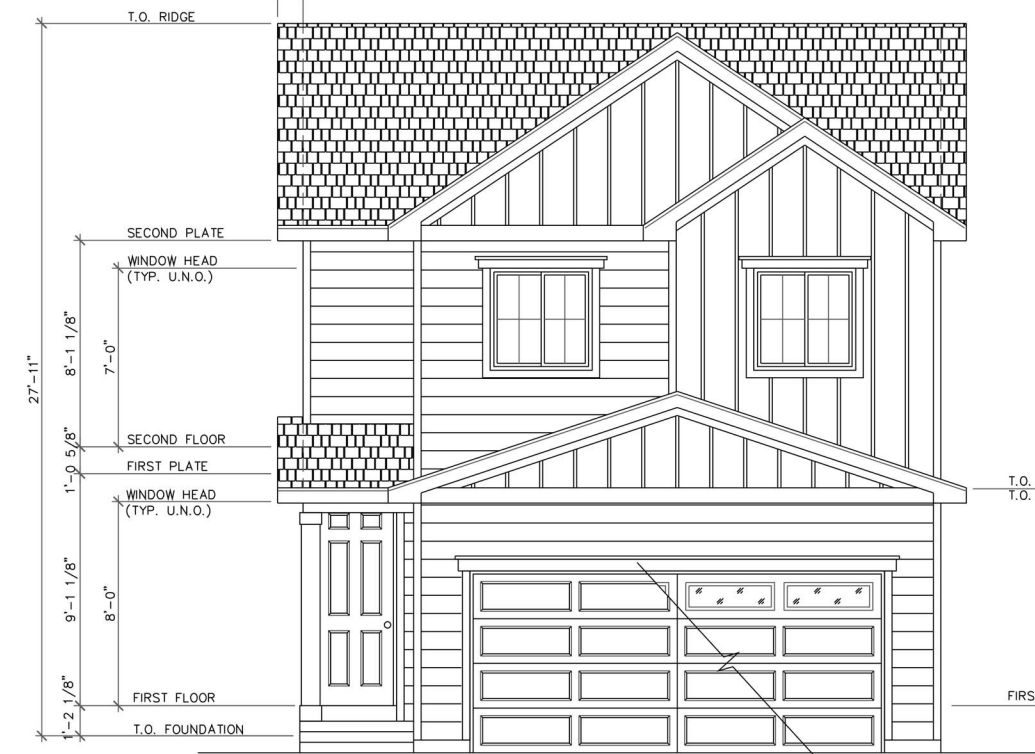 T.O. RIDGE
SECOND PLATE
WINDOW HEAD
(TYP. U.N.O.)
8'-1 1/8"
7'-0"
27'-11"
SECOND FLOOR
1'-0 5/8"
FIRST PLATE
WINDOW HEAD
(TYP. U.N.O.)
T.O.
T.O.
9'-1 1/8"
8'-0"
FIRST FLOOR
FIRS
1'-2 1/8"
T.O. FOUNDATION